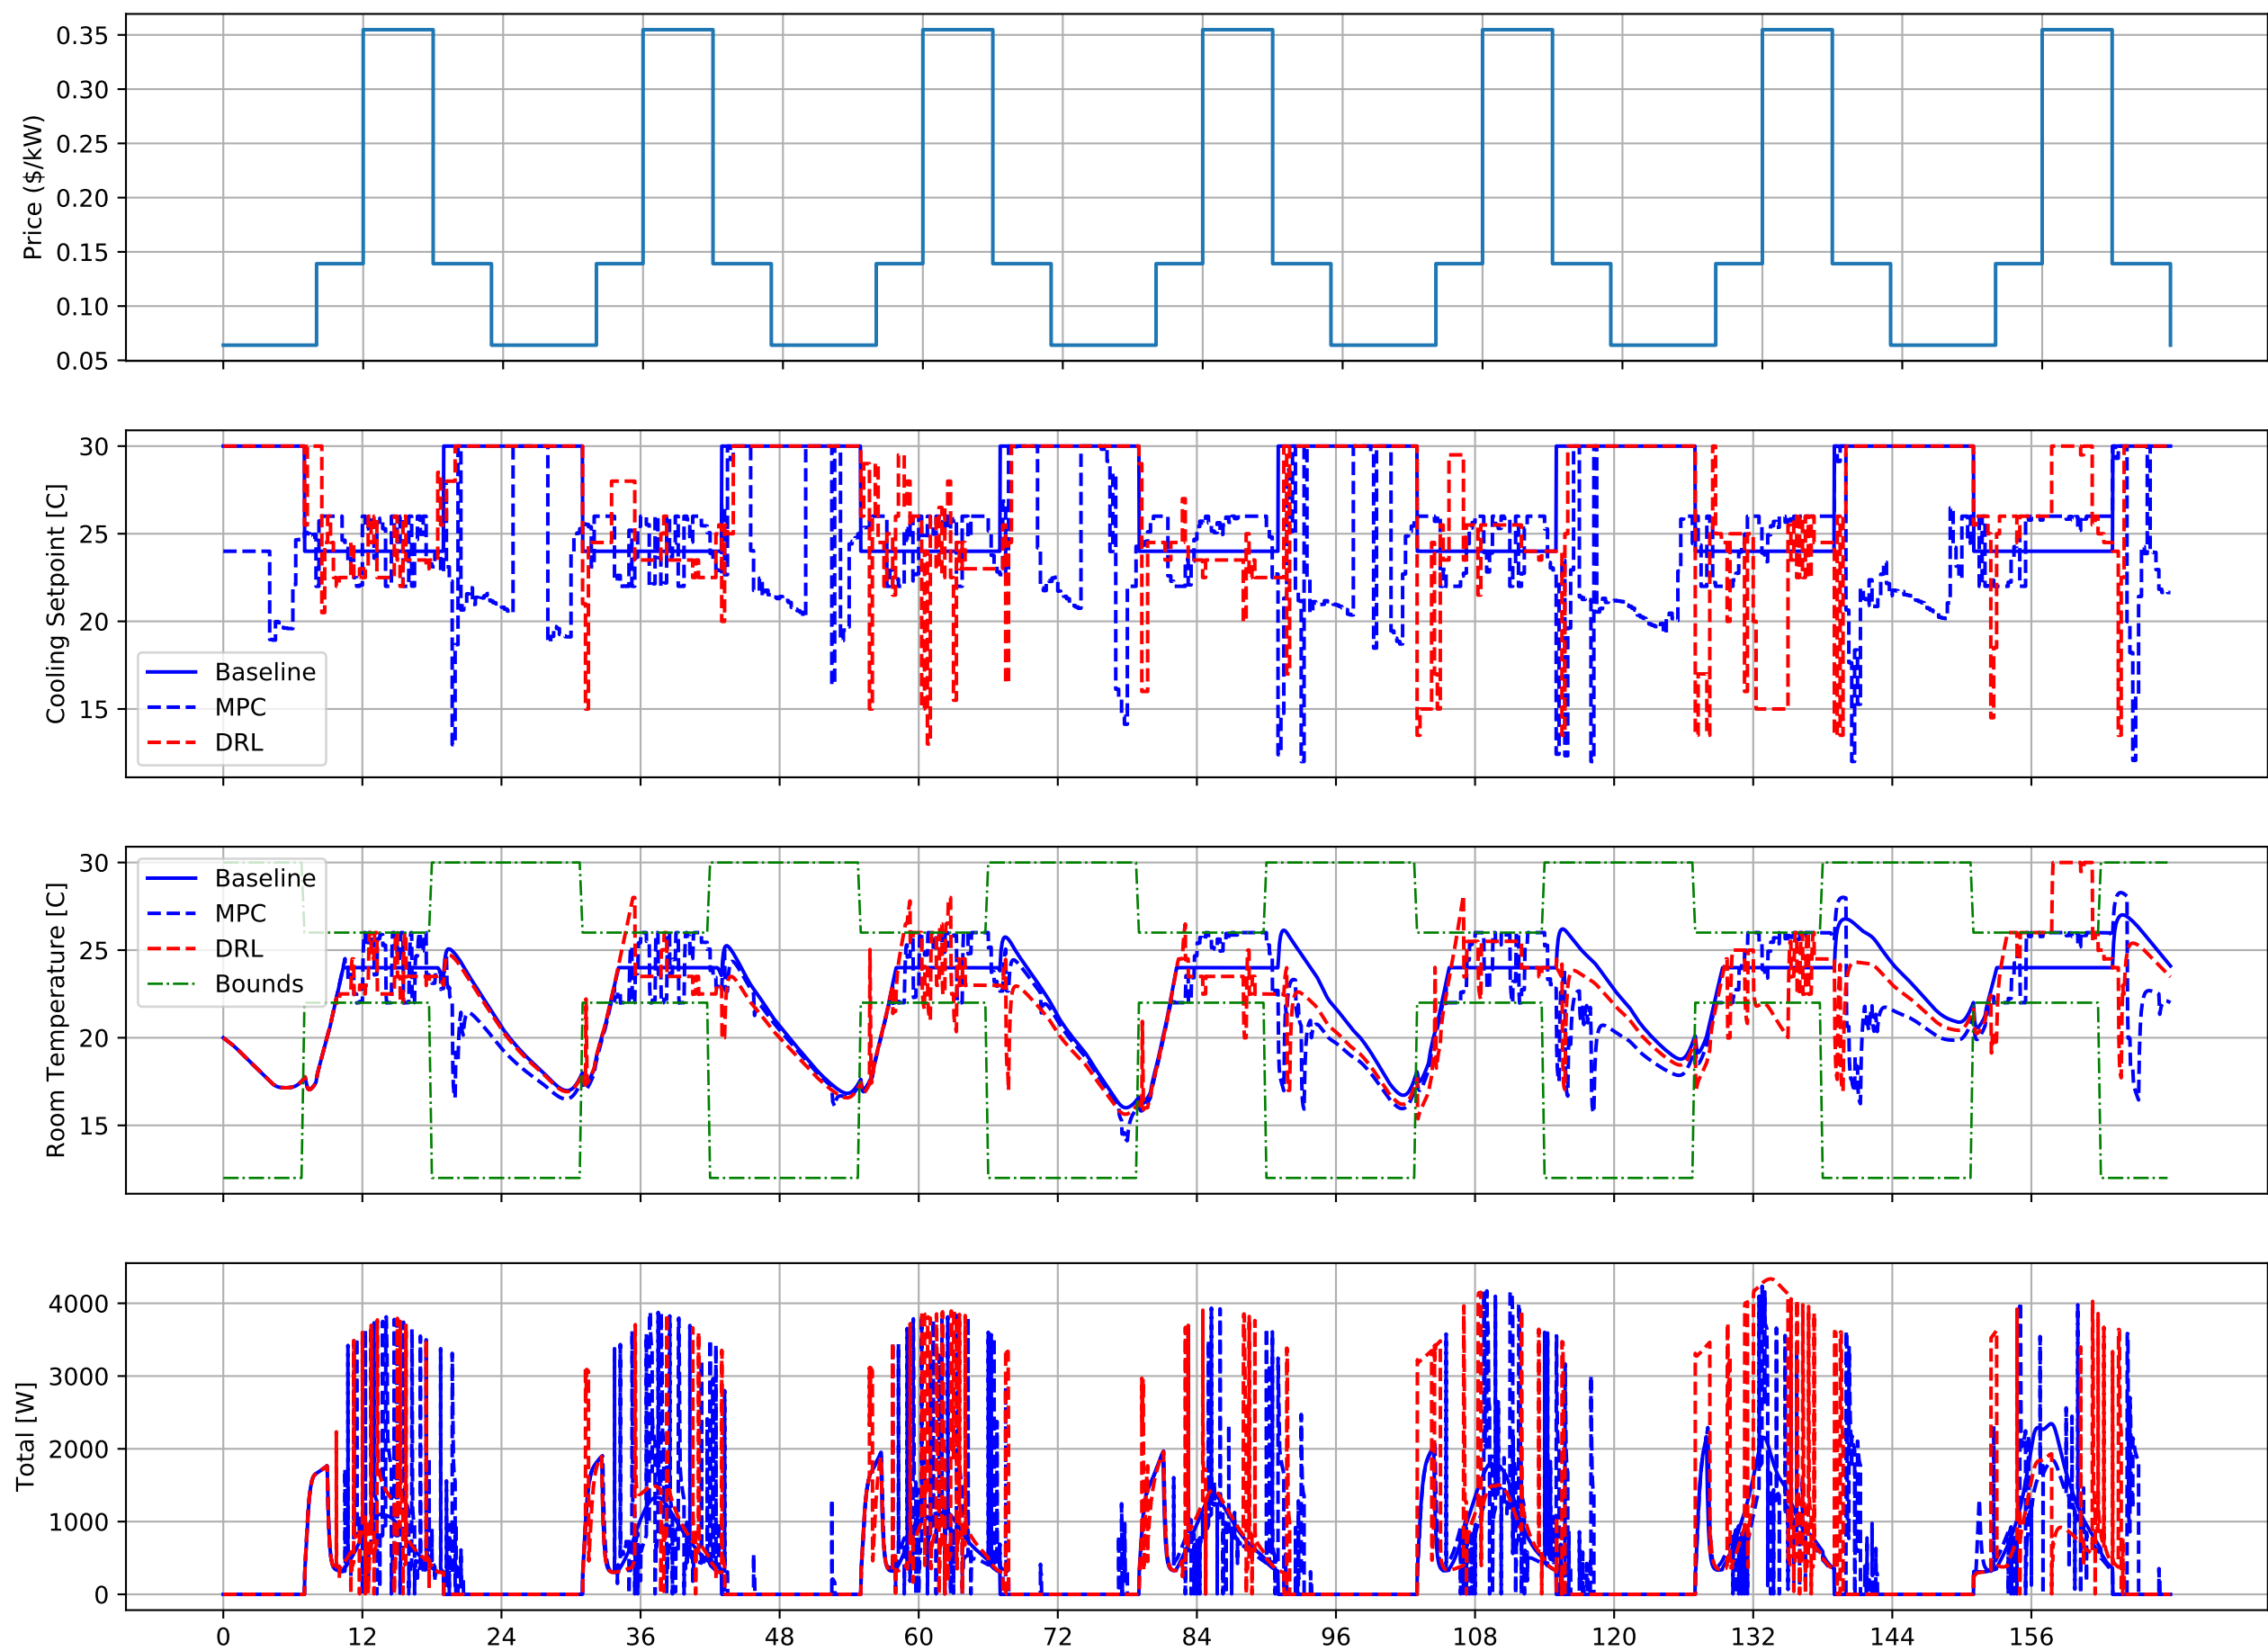 Price ($/kW)
0.35
0.30
0.25
0.20
0.15
0.10
0.05
Cooling Setpoint [C]
30
25
20
15
Baseline
MPC
DRL
Room Temperature [C]
30
25
20
15
Baseline
MPC
DRL
Bounds
Total [W]
4000
3000
2000
1000
0
0 12 24 36 48 60 72 84 96 108 120 132 144 156